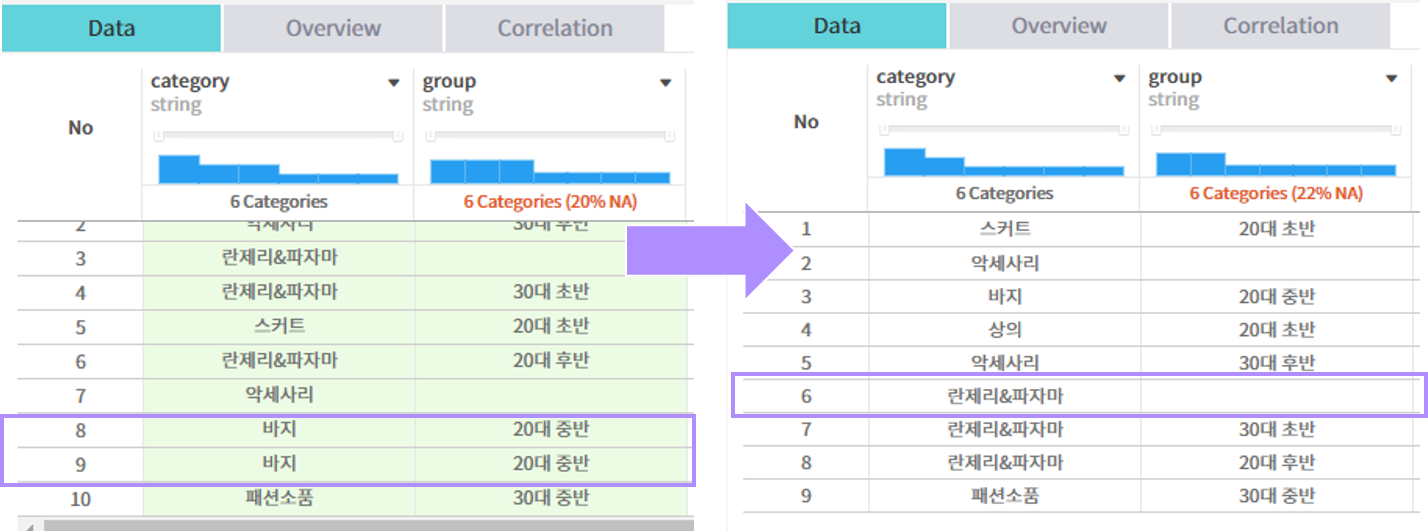 Data Overview Correlation
No category group
string string
6 Categories 6 Categories (20% NA)
2 악세사리 30대 후반
3 란제리&파자마
4 란제리&파자마 30대 초반
5 스커트 20대 초반
6 란제리&파자마 20대 후반
7 악세사리
8 바지 20대 중반
9 바지 20대 중반
10 패션소품 30대 중반
Data Overview Correlation
No category group
string string
6 Categories 6 Categories (22% NA)
1 스커트 20대 초반
2 악세사리
3 바지 20대 중반
4 상의 20대 초반
5 악세사리 30대 후반
6 란제리&파자마
7 란제리&파자마 30대 초반
8 란제리&파자마 20대 후반
9 패션소품 30대 중반